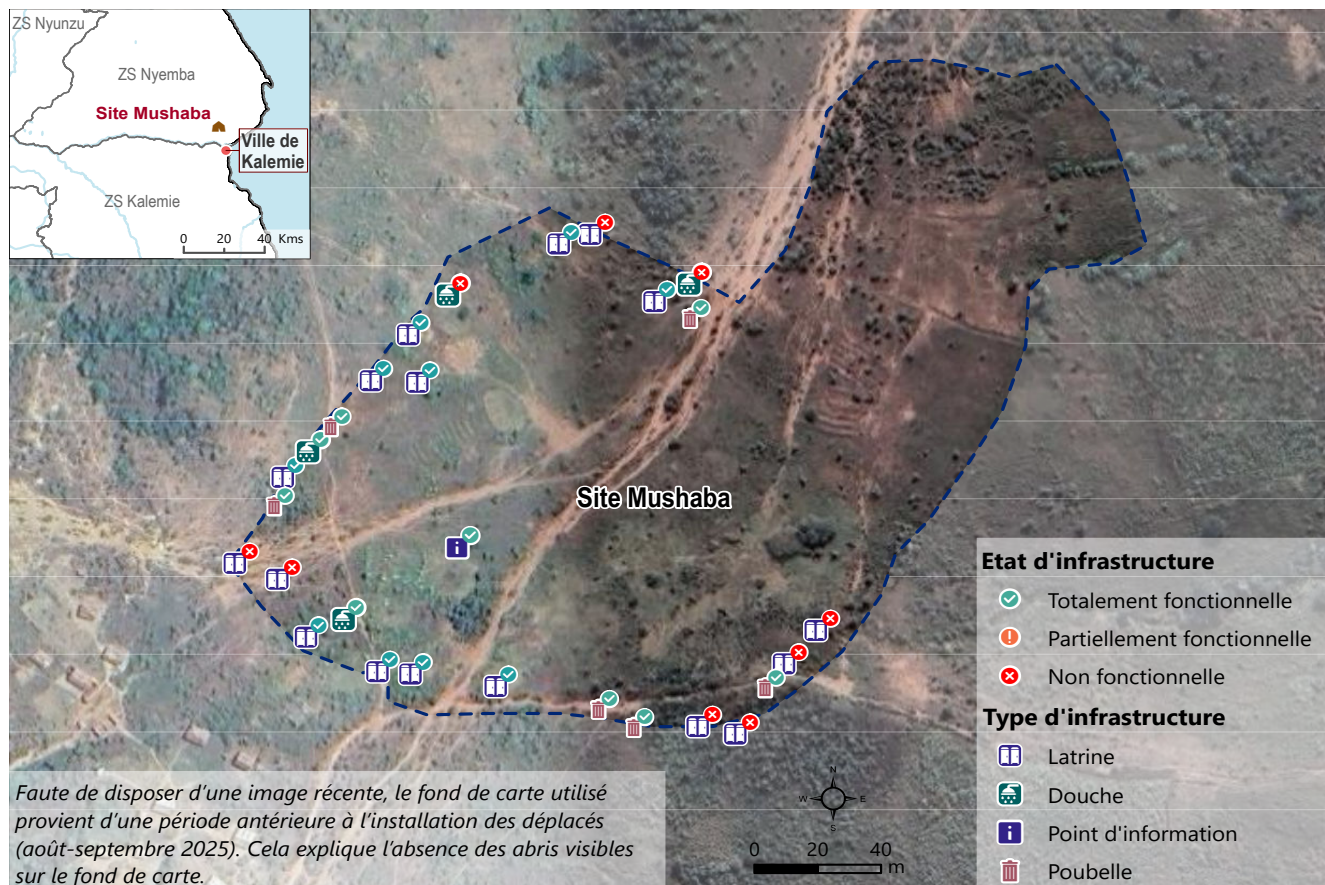 ZS Nyunzu
ZS Nyemba
Site Mushaba
Ville de
Kalemie
ZS Kalemie
0 20 40 Kms
Site Mushaba
Etat d'infrastructure
Totalement fonctionnelle
Partiellement fonctionnelle
Non fonctionnelle
Type d'infrastructure
Latrine
Douche
Point d'information
Poubelle
N
W E
S
0 20 40
m
Faute de disposer d'une image récente, le fond de carte utilisé
provient d'une période antérieure à l'installation des déplacés
(août-septembre 2025). Cela explique l'absence des abris visibles
sur le fond de carte.